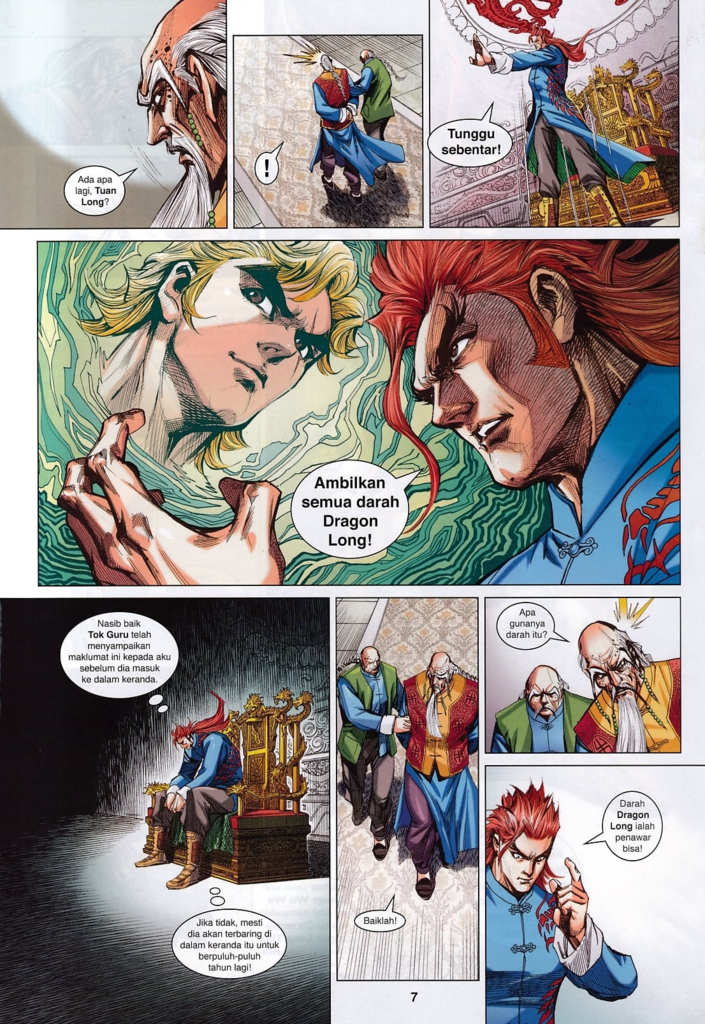 Tunggu
sebentar!
!
Ada apa
lagi, Tuan
Long?
Ambilkan
semua darah
Dragon
Long!
Apa
gunanya
darah itu?
Darah
Dragon
Long ialah
penawar
bisa!
Baiklah!
Nasib baik
Tok Guru telah
menyampaikan
maklumat ini kepada aku
sebelum dia masuk
ke dalam keranda.
Jika tidak, mesti
dia akan terbaring di
dalam keranda itu untuk
berpuluh-puluh
tahun lagi!
7